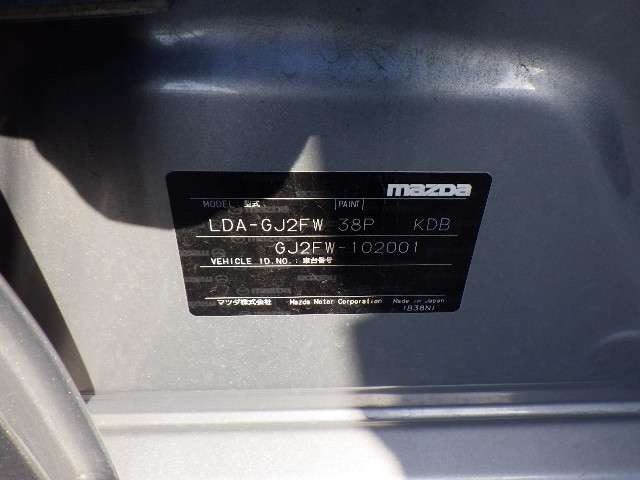 mazda
MODEL 型式 PAINT
LDA-GJ2FW 38P KDB
GJ2FW-102001
VEHICLE ID.NO.:車台番号
マツダ株式会社 Mazda Motor Corporation Made in Japan
1B38N1